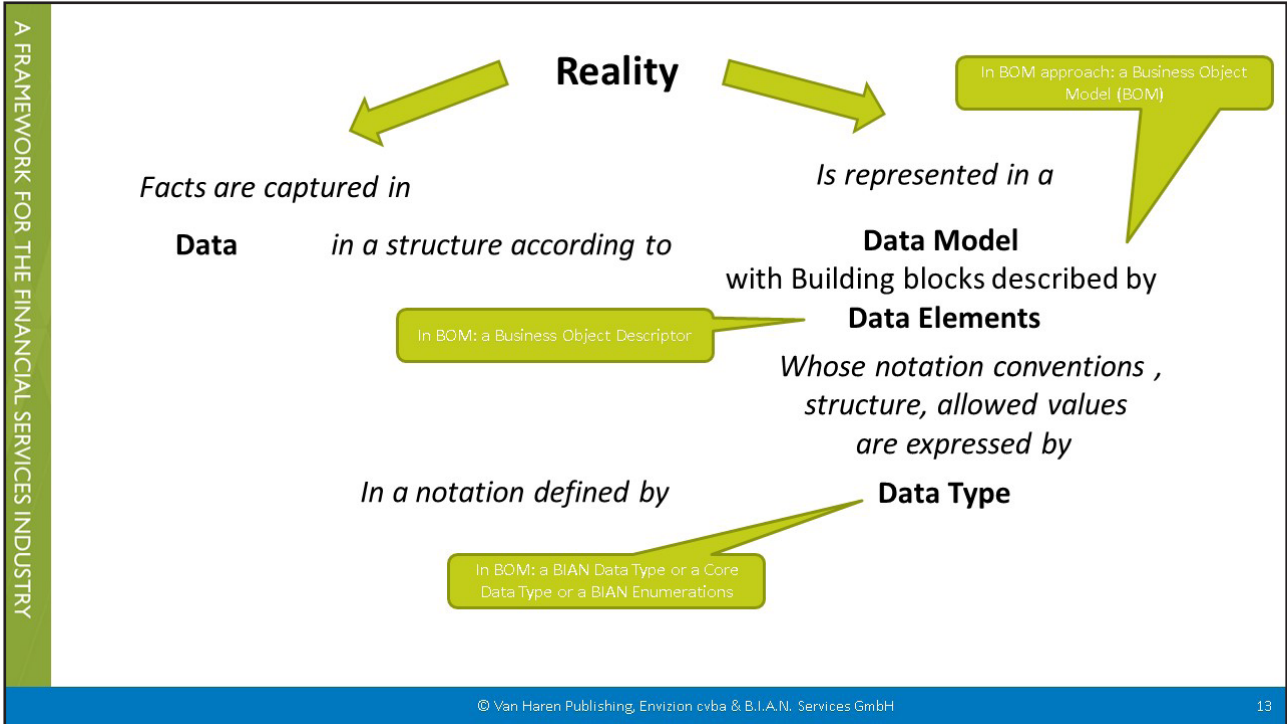 A FRAMEWORK FOR THE FINANCIAL SERVICES INDUSTRY
Reality
In BOM approach: a Business Object
Model (BOM)
Facts are captured in
Is represented in a
Data
in a structure according to
Data Model
with Building blocks described by
In BOM: a Business Object Descriptor
Data Elements
Whose notation conventions ,
structure, allowed values
are expressed by
In a notation defined by
Data Type
In BOM: a BIAN Data Type or a Core
Data Type or a BIAN Enumerations
© Van Haren Publishing, Envizion cvba & B.I.A.N. Services GmbH
13